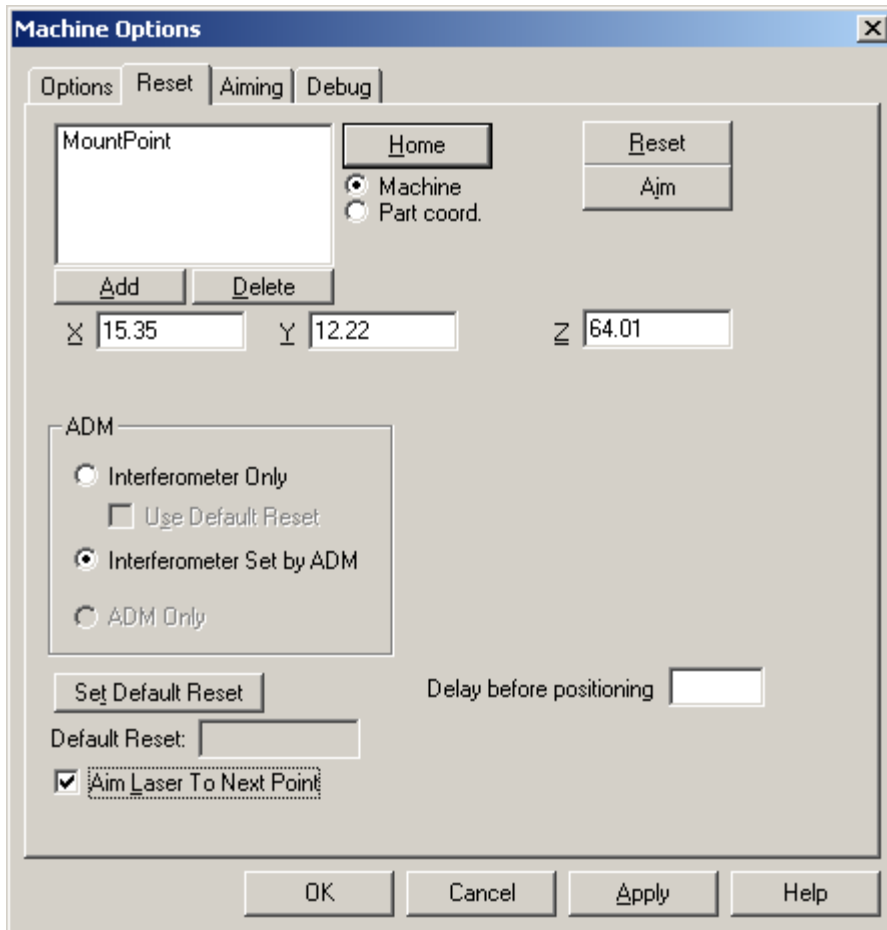 Machine Options
Options Reset Aiming Debug
MountPoint
Home
Reset
Machine
Aim
Part coord.
Add Delete
X 15.35 Y 12.22 Z 64.01
ADM
Interferometer Only
Use Default Reset
Interferometer Set by ADM
ADM Only
Set Default Reset Delay before positioning
Default Reset:
Aim Laser To Next Point
OK Cancel Apply Help